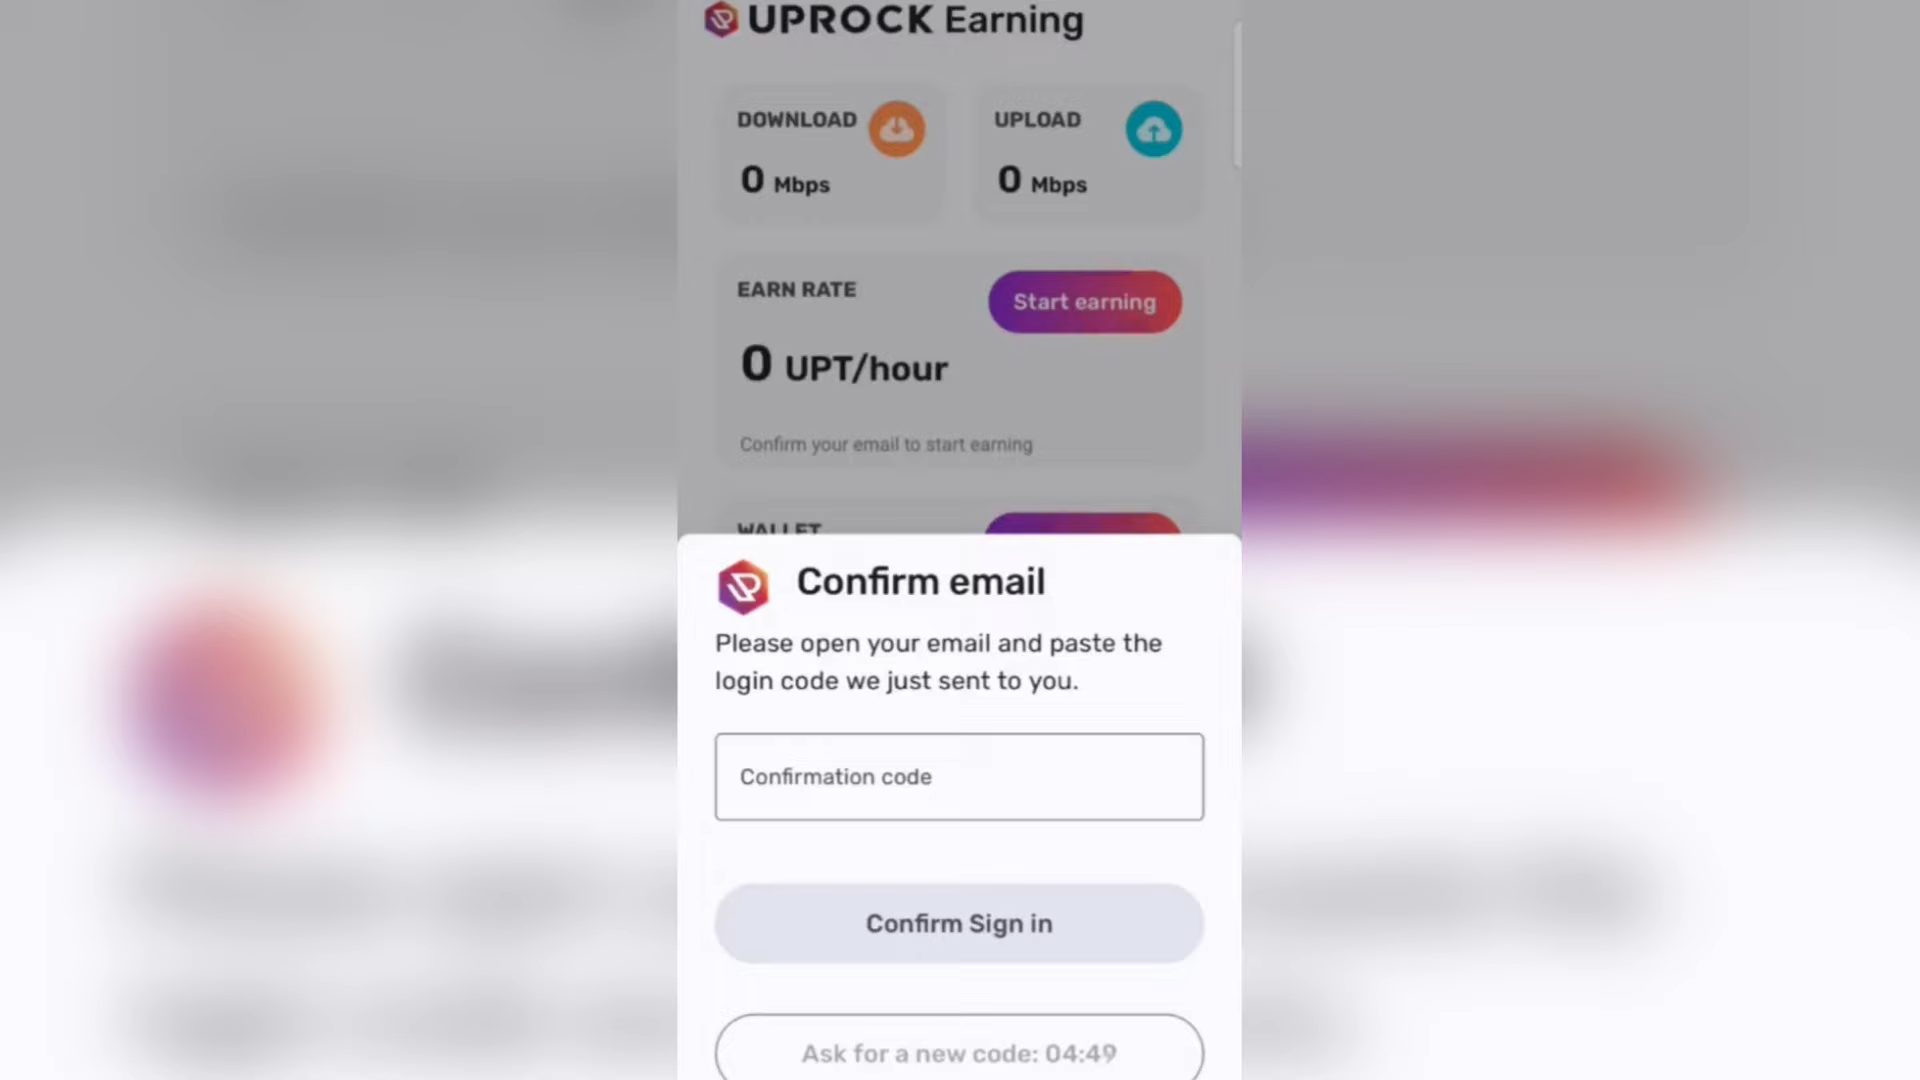 UPROCK Earning
DOWNLOAD
0 Mbps
UPLOAD
0 Mbps
EARN RATE
Start earning
0 UPT/hour
Confirm your email to start earning
WALLET
Confirm email
Please open your email and paste the
login code we just sent to you.
Confirmation code
Confirm Sign in
Ask for a new code: 04:49